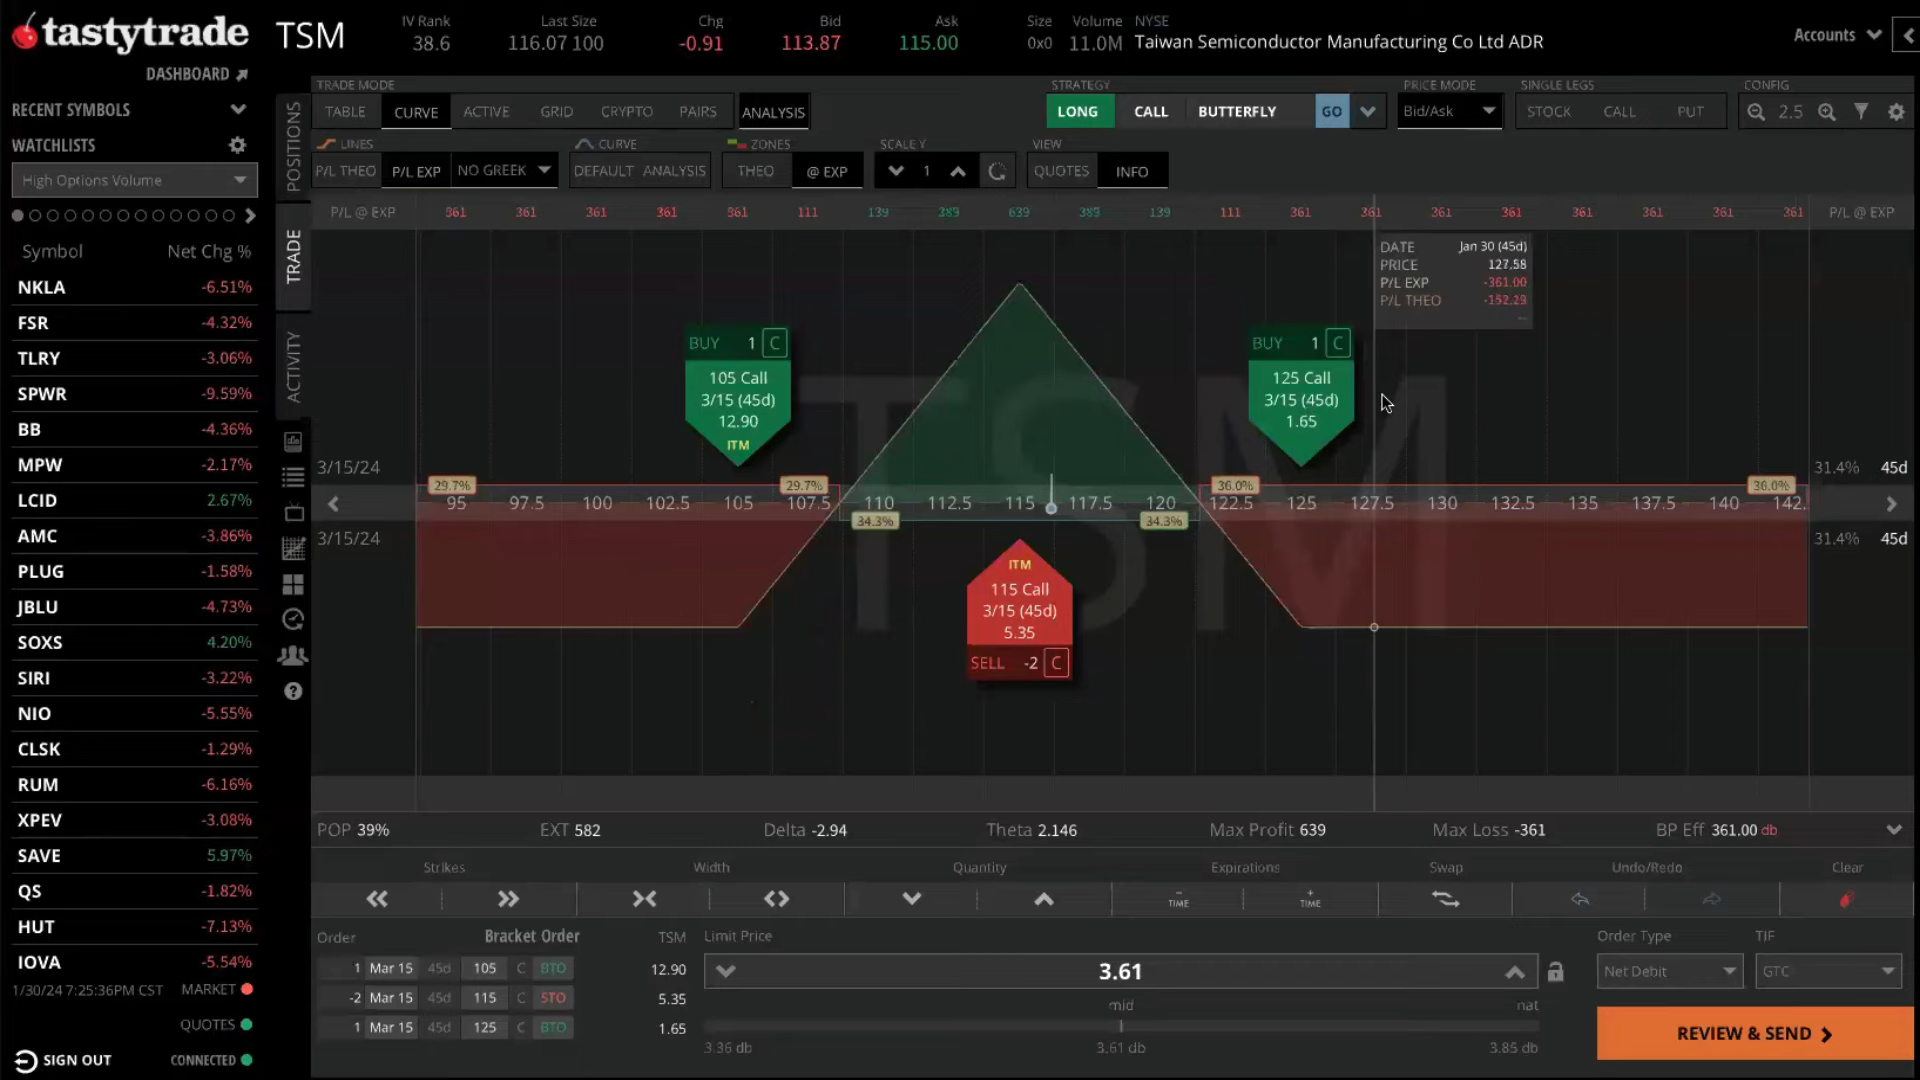 tastytrade
TSM
IV Rank
38.6
Last Size
116.07 100
Chg
-0.91
Bid
113.87
Ask
115.00
Size
0x0
Volume
11.0M
NYSE
Taiwan Semiconductor Manufacturing Co Ltd ADR
Accounts
DASHBOARD
RECENT SYMBOLS
WATCHLISTS
High Options Volume
Symbol Net Chg %
NKLA -6.51%
FSR -4.32%
TLRY -3.06%
SPWR -9.59%
BB -4.36%
MPW -2.17%
LCID 2.67%
AMC -3.86%
PLUG -1.58%
JBLU -4.73%
SOXS 4.20%
SIRI -3.22%
NIO -5.55%
CLSK -1.29%
RUM -6.16%
XPEV -3.08%
SAVE 5.97%
QS -1.82%
HUT -7.13%
IOVA -5.54%
1/30/24 7:25:36PM CST MARKET
QUOTES
SIGN OUT CONNECTED
POSITIONS
TRADE
ACTIVITY
TRADE MODE
TABLE CURVE ACTIVE GRID CRYPTO PAIRS ANALYSIS
STRATEGY
LONG CALL BUTTERFLY GO
PRICE MODE
Bid/Ask
SINGLE LEGS
STOCK CALL PUT
CONFIG
2.5
LINES
P/L THEO P/L EXP NO GREEK
CURVE
DEFAULT ANALYSIS
ZONES
THEO @ EXP
SCALE Y
1
VIEW
QUOTES INFO
P/L @ EXP 361 361 361 361 361 111 139 389 639 389 139 111 361 361 361 361 361 361 361 361 P/L @ EXP
DATE Jan 30 (45d)
PRICE 127.58
P/L EXP -361.00
P/L THEO -152.29
--
BUY 1 C
105 Call
3/15 (45d)
12.90
ITM
BUY 1 C
125 Call
3/15 (45d)
1.65
TSM
3/15/24 31.4% 45d
29.7% 29.7% 36.0% 36.0%
95 97.5 100 102.5 105 107.5 110 112.5 115 117.5 120 122.5 125 127.5 130 132.5 135 137.5 140 142.
34.3% 34.3%
3/15/24 31.4% 45d
ITM
115 Call
3/15 (45d)
5.35
SELL -2 C
POP 39% EXT 582 Delta -2.94 Theta 2.146 Max Profit 639 Max Loss -361 BP Eff 361.00 db
Strikes Width Quantity Expirations Swap Undo/Redo Clear
- TIME + TIME
Order Bracket Order TSM Limit Price Order Type TIF
1 Mar 15 45d 105 C BTO 12.90
-2 Mar 15 45d 115 C STO 5.35
1 Mar 15 45d 125 C BTO 1.65
3.61
mid nat
3.36 db 3.61 db 3.85 db
Net Debit GTC
REVIEW & SEND